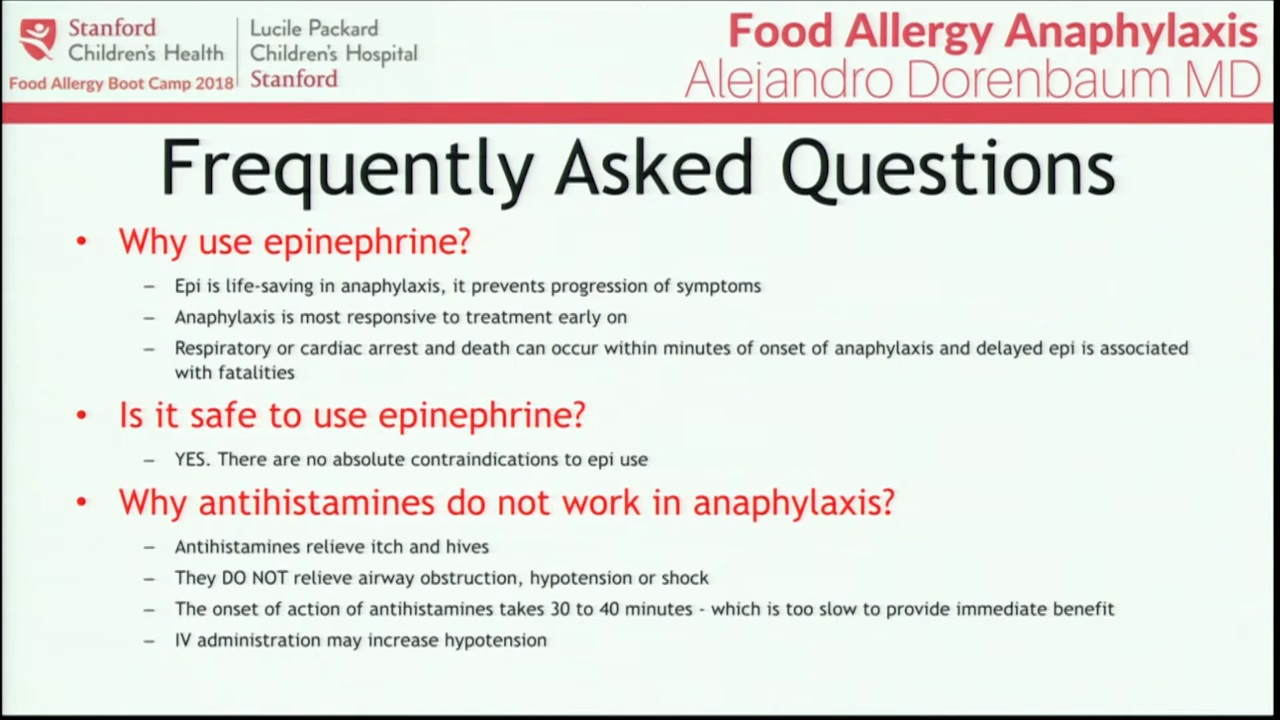 Stanford
Children's Health
Food Allergy Boot Camp 2018
Lucile Packard
Children's Hospital
Stanford
Food Allergy Anaphylaxis
Alejandro Dorenbaum MD
Frequently Asked Questions
• Why use epinephrine?
– Epi is life-saving in anaphylaxis, it prevents progression of symptoms
– Anaphylaxis is most responsive to treatment early on
– Respiratory or cardiac arrest and death can occur within minutes of onset of anaphylaxis and delayed epi is associated
with fatalities
• Is it safe to use epinephrine?
– YES. There are no absolute contraindications to epi use
• Why antihistamines do not work in anaphylaxis?
– Antihistamines relieve itch and hives
– They DO NOT relieve airway obstruction, hypotension or shock
– The onset of action of antihistamines takes 30 to 40 minutes - which is too slow to provide immediate benefit
– IV administration may increase hypotension